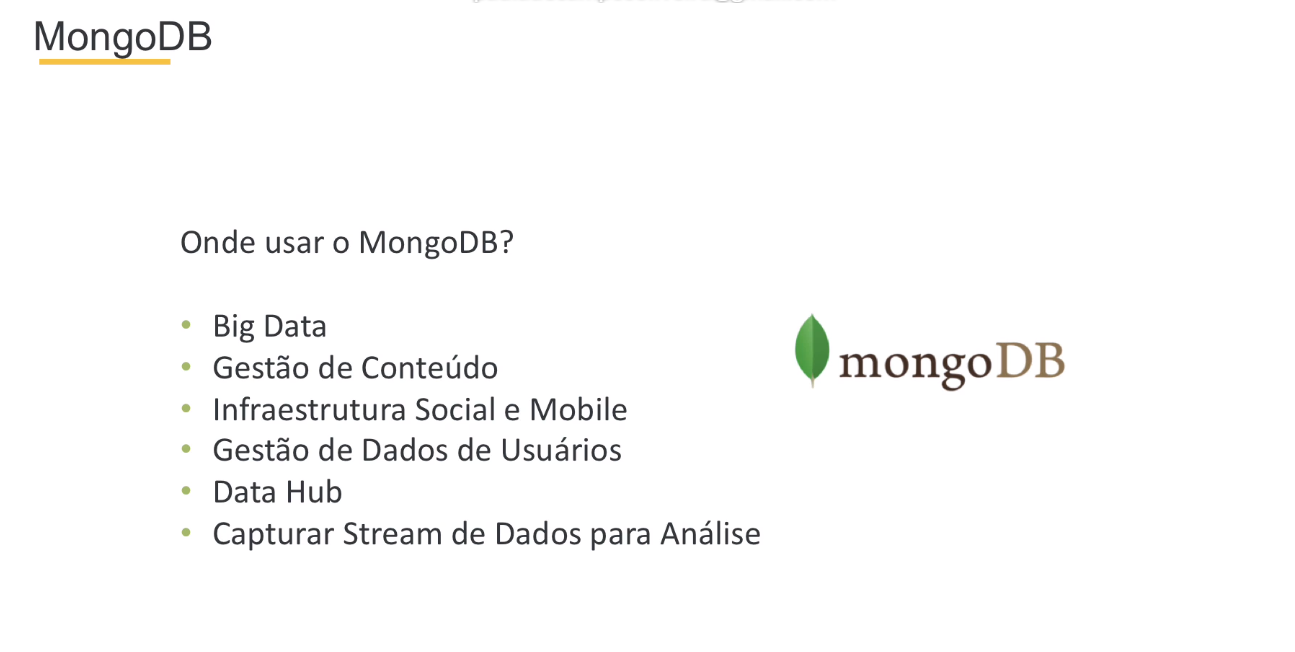 MongoDB
Onde usar o MongoDB?
• Big Data
• Gestão de Conteúdo
• Infraestrutura Social e Mobile
• Gestão de Dados de Usuários
• Data Hub
• Capturar Stream de Dados para Análise
mongoDB